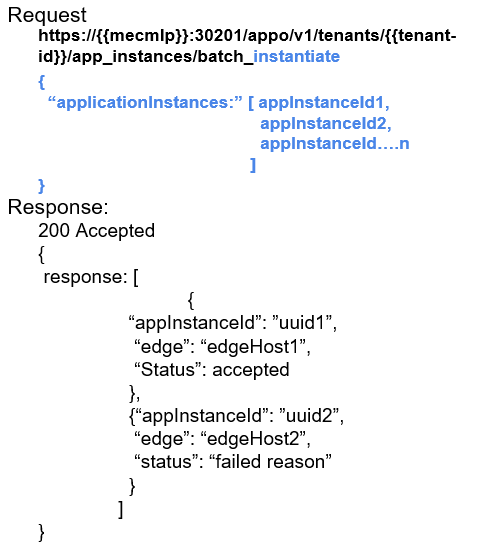 Request
https://{{mecmlp}}:30201/appo/v1/tenants/{{tenant-
id}}/app_instances/batch_instantiate
{
“applicationInstances:” [ appInstanceId1,
appInstanceId2,
appInstanceId….n
]
}
Response:
200 Accepted
{
response: [
{
“appInstanceId”: ”uuid1”,
“edge”: “edgeHost1”,
“Status”: accepted
},
{“appInstanceId”: ”uuid2”,
“edge”: “edgeHost2”,
“status”: “failed reason”
}
]
}